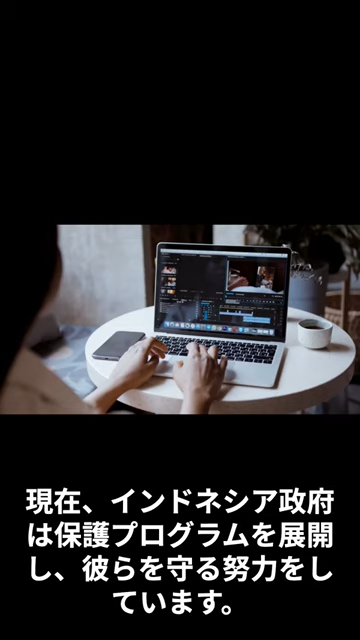 現在、インドネシア政府
は保護プログラムを展開
し、彼らを守る努力をし
ています。